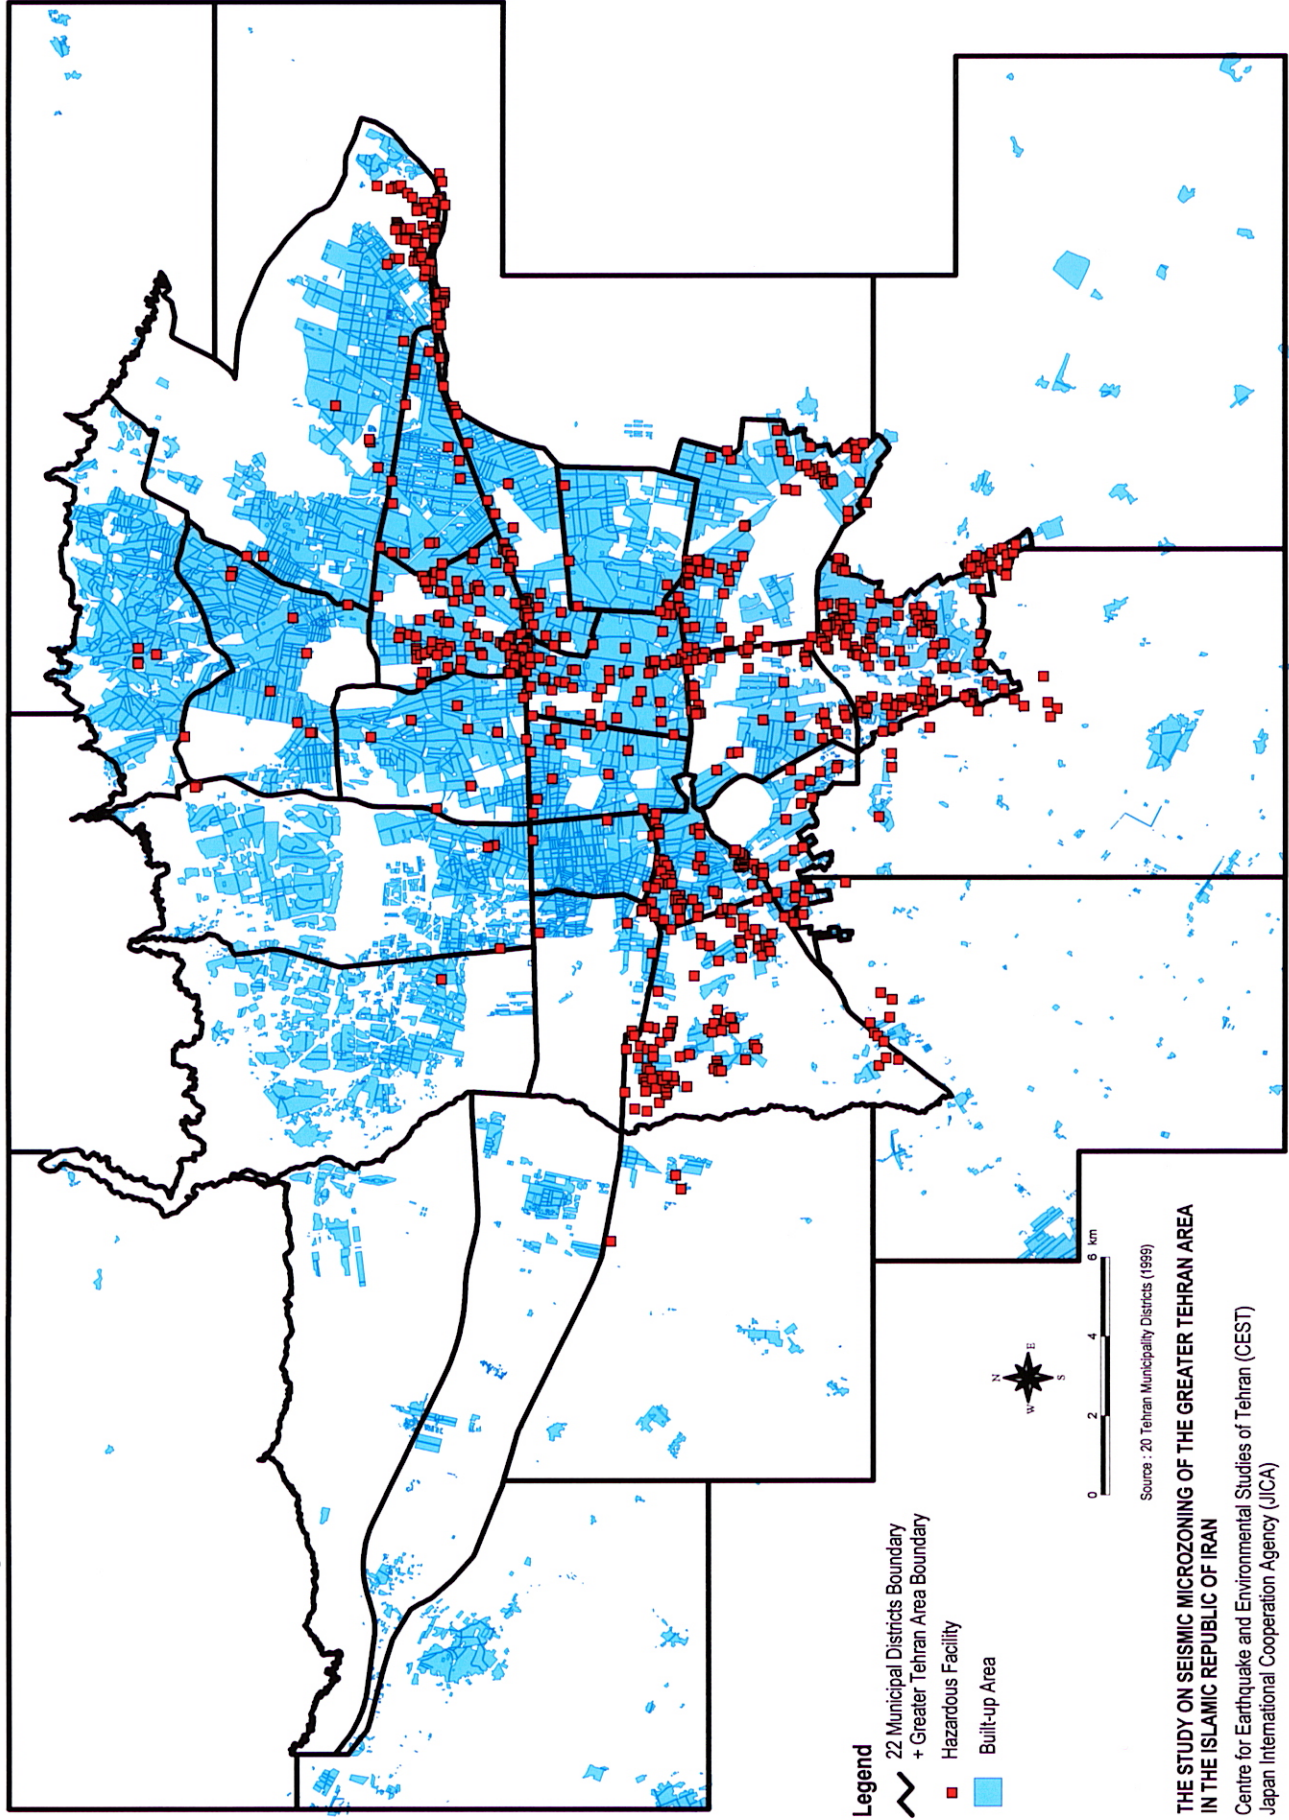 N
W
E
S
0 2 4 6 km
Source : 20 Tehran Municipality Districts (1999)
Legend
22 Municipal Districts Boundary
+ Greater Tehran Area Boundary
Hazardous Facility
Built-up Area
THE STUDY ON SEISMIC MICROZONING OF THE GREATER TEHRAN AREA
IN THE ISLAMIC REPUBLIC OF IRAN
Centre for Earthquake and Environmental Studies of Tehran (CEST)
Japan International Cooperation Agency (JICA)